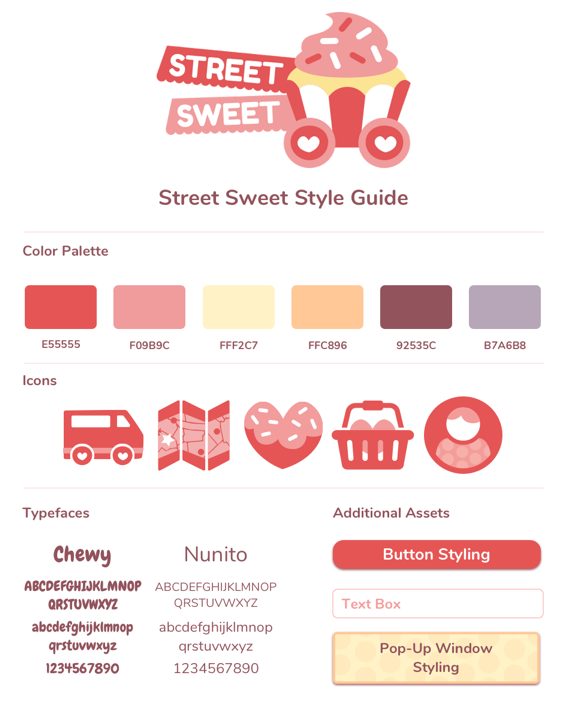 STREET
SWEET
Street Sweet Style Guide
Color Palette
E55555
F09B9C
FFF2C7
FFC896
92535C
B7A6B8
Icons
Typefaces
Additional Assets
Chewy
ABCDEFGHIJKLMNOP
QRSTUVWXYZ
abcdefghijklmnop
qrstuvwxyz
1234567890
Nunito
ABCDEFGHIJKLMNOP
QRSTUVWXYZ
abcdefghijklmnop
qrstuvwxyz
1234567890
Button Styling
Text Box
Pop-Up Window
Styling